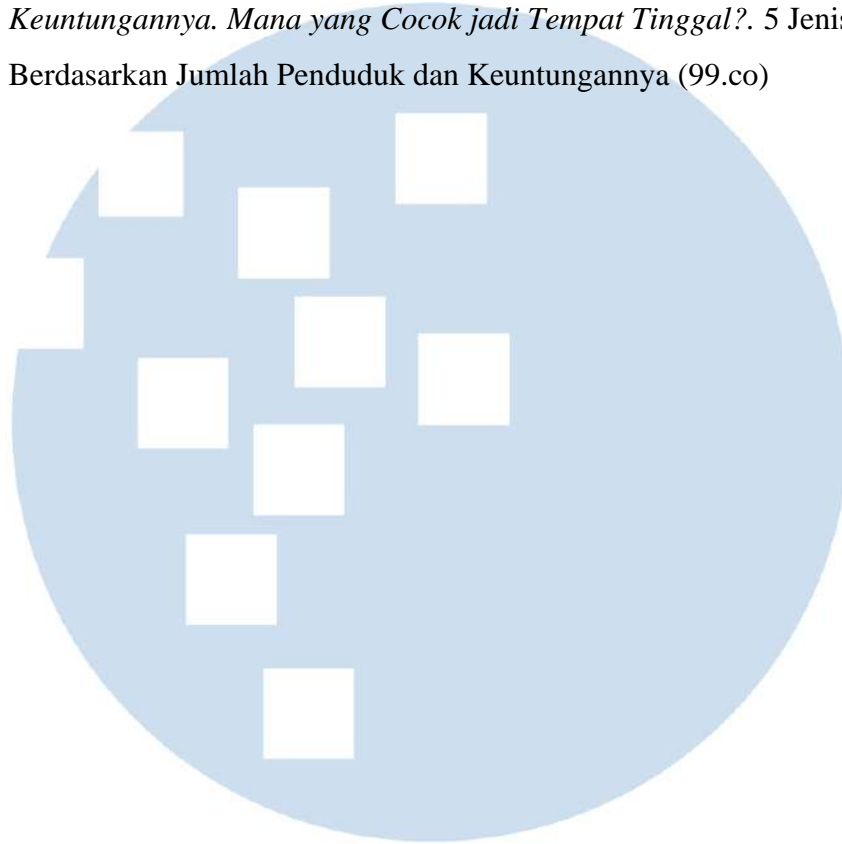 Keuntungannya. Mana yang Cocok jadi Tempat Tinggal?. 5 Jenis
Berdasarkan Jumlah Penduduk dan Keuntungannya (99.co)